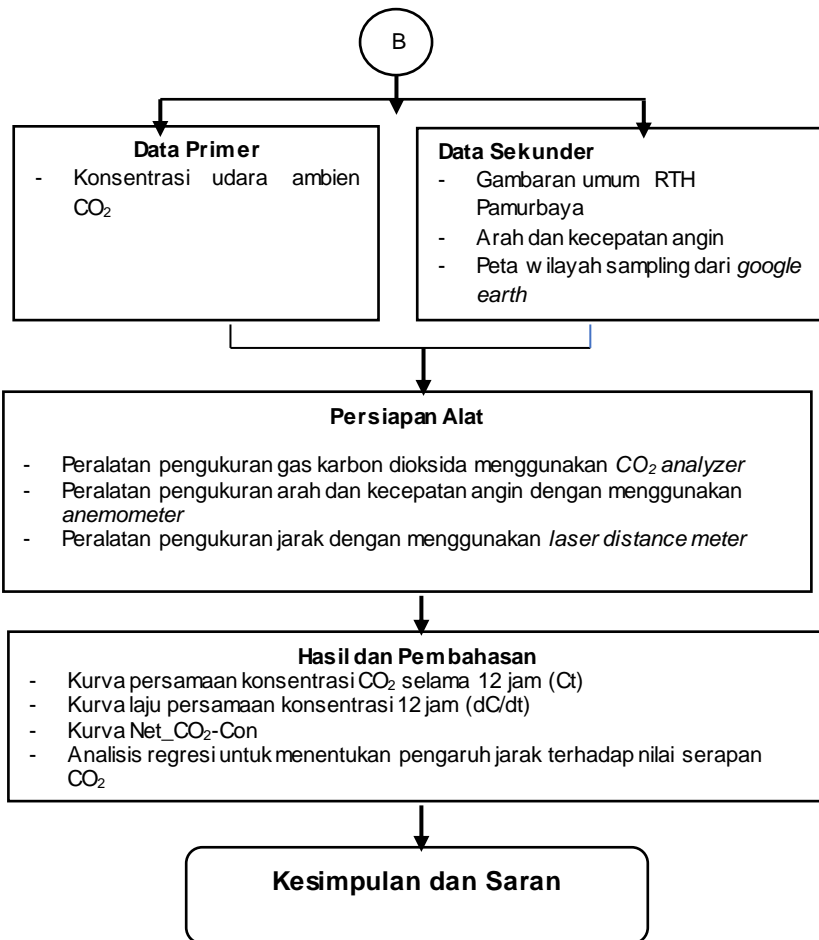 B
Data Primer
- Konsentrasi udara ambien
CO₂
Data Sekunder
- Gambaran umum RTH
Pamurbaya
- Arah dan kecepatan angin
- Peta wilayah sampling dari google
earth
Persiapan Alat
- Peralatan pengukuran gas karbon dioksida menggunakan CO₂ analyzer
- Peralatan pengukuran arah dan kecepatan angin dengan menggunakan
anemometer
- Peralatan pengukuran jarak dengan menggunakan laser distance meter
Hasil dan Pembahasan
- Kurva persamaan konsentrasi CO₂ selama 12 jam (Ct)
- Kurva laju persamaan konsentrasi 12 jam (dC/dt)
- Kurva Net_CO₂-Con
- Analisis regresi untuk menentukan pengaruh jarak terhadap nilai serapan
CO₂
Kesimpulan dan Saran